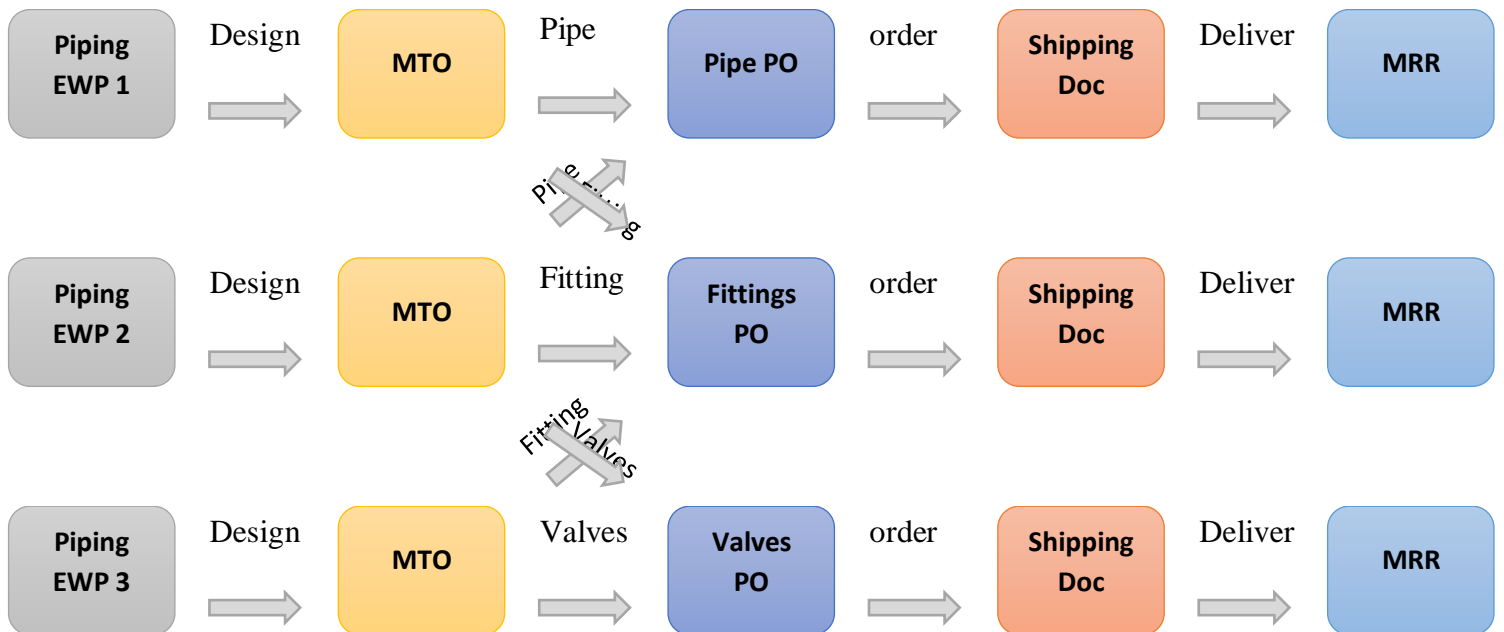 Piping
EWP 1
Design
MTO
Pipe
Pipe PO
order
Shipping
Doc
Deliver
MRR
Piping
EWP 2
Design
MTO
Fitting
Fittings
PO
order
Shipping
Doc
Deliver
MRR
Fitting
Valves
Piping
EWP 3
Design
MTO
Valves
Valves
PO
order
Shipping
Doc
Deliver
MRR